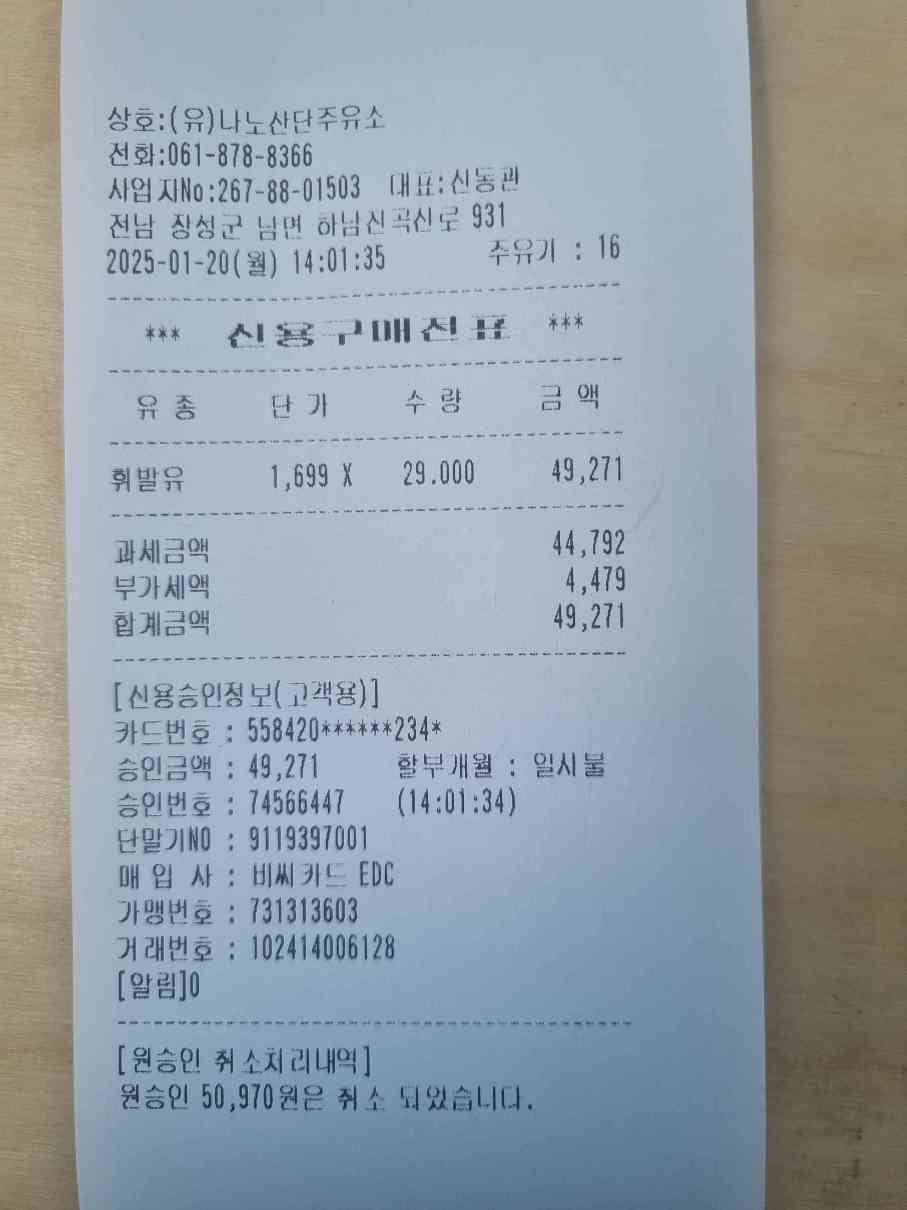 상호:(유)나노산단주유소
전화:061-878-8366
사업자No:267-88-01503 대표:신동관
전남 장성군 남면 하남진곡산로 931
2025-01-20(월) 14:01:35 주유기 : 16
*** 신용구매전표 ***
유 종 단 가 수 량 금 액
휘발유 1,699 X 29.000 49,271
과세금액 44,792
부가세액 4,479
합계금액 49,271
[신용승인정보(고객용)]
카드번호 : 558420******234*
승인금액 : 49,271 할부개월 : 일시불
승인번호 : 74566447 (14:01:34)
단말기NO : 9119397001
매 입 사 : 비씨카드 EDC
가맹번호 : 731313603
거래번호 : 102414006128
[알림]0
[원승인 취소처리내역]
원승인 50,970원은 취소 되었습니다.